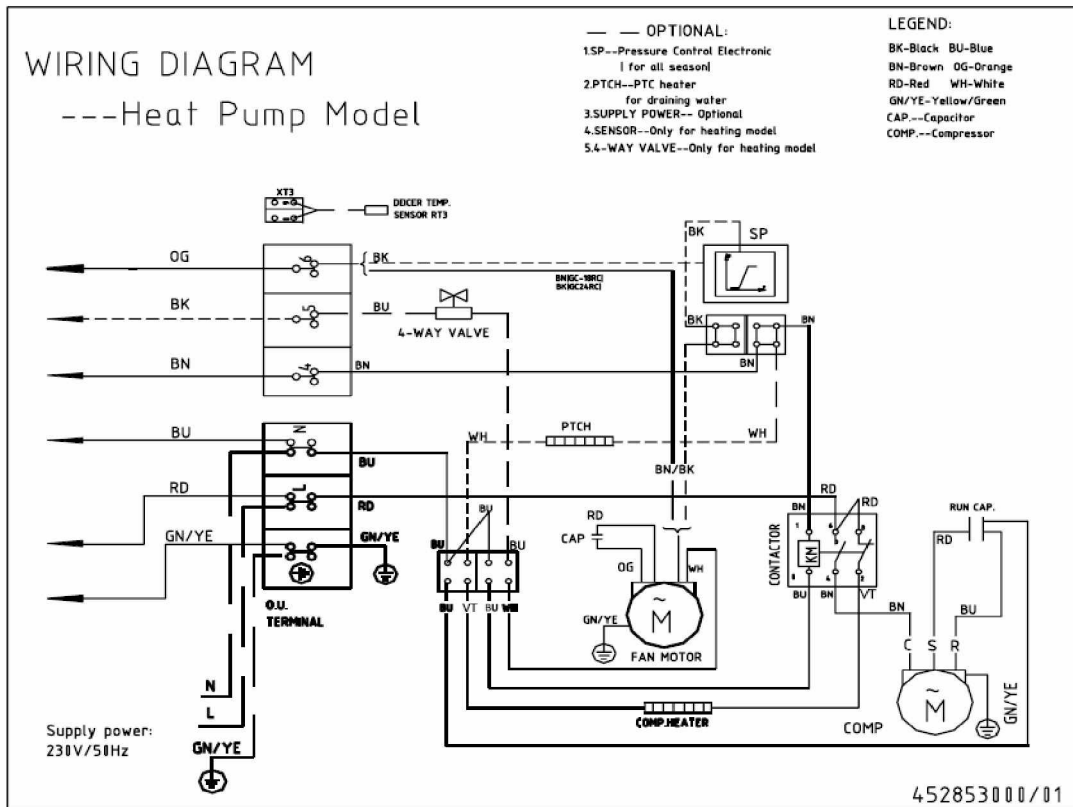 WIRING DIAGRAM
---Heat Pump Model
— — OPTIONAL:
1.SP--Pressure Control Electronic
( for all season)
2.PTCH--PTC heater
for draining water
3.SUPPLY POWER-- Optional
4.SENSOR--Only for heating model
5.4-WAY VALVE--Only for heating model
LEGEND:
BK-Black BU-Blue
BN-Brown OG-Orange
RD-Red WH-White
GN/YE-Yellow/Green
CAP.--Capacitor
COMP.--Compressor
XT3
DEICER TEMP.
SENSOR RT3
OG
6
BK
BN(GC-18RC)
BK(GC24RC)
BK
SP
BK
5
BU
4-WAY VALVE
BK
BN
BN
4
BN
BN
BU
N
BU
WH
PTCH
WH
BN/BK
RD
L
RD
BU
RD
CAP
BN
RD
RD
RUN CAP.
RD
GN/YE
GN/YE
BU
BU
OG
WH
CONTACTOR
KM
1
BU
BN
VT
O.U.
TERMINAL
BU
VT
BU
WH
GN/YE
~
M
FAN MOTOR
BN
BU
C
S
R
N
L
GN/YE
COMP.HEATER
COMP
~
M
GN/YE
Supply power:
230V/50Hz
452853000/01